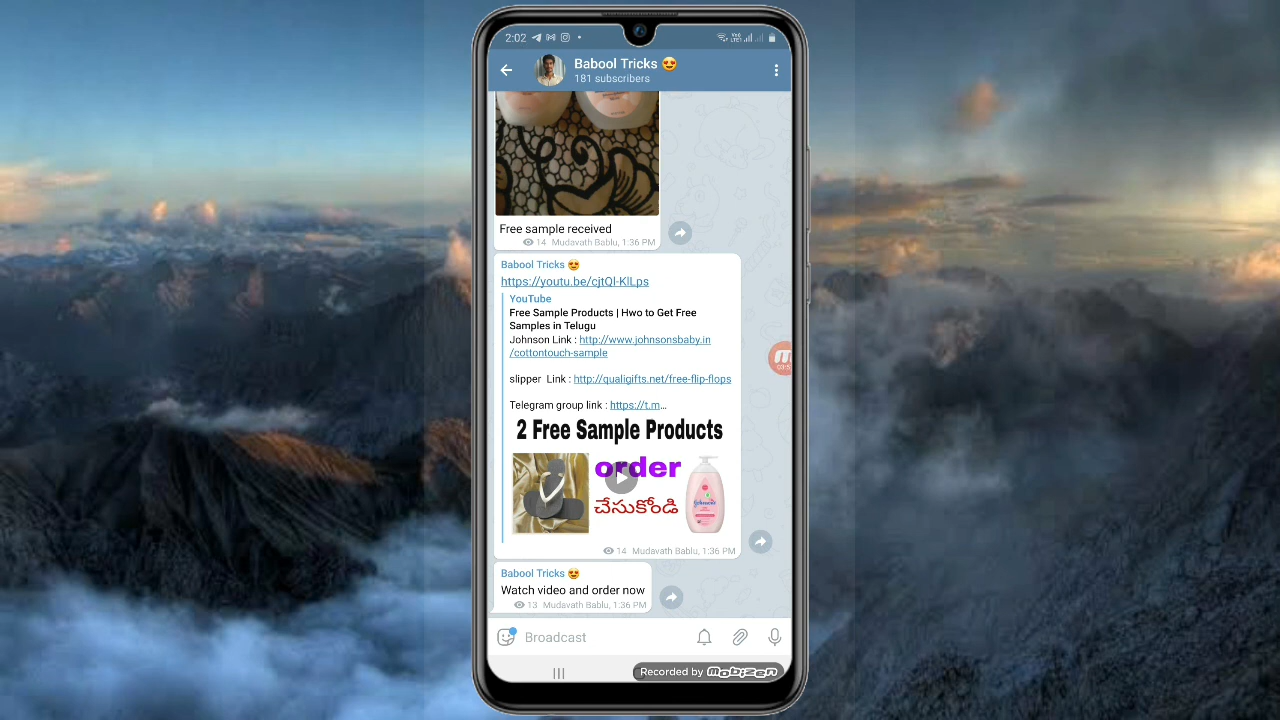 2:02
Babool Tricks 😍
181 subscribers
Free sample received
14 Mudavath Bablu, 1:36 PM
Babool Tricks 😍
https://youtu.be/cjtQl-KlLps
YouTube
Free Sample Products | Hwo to Get Free
Samples in Telugu
Johnson Link : http://www.johnsonsbaby.in
/cottontouch-sample
slipper Link : http://qualigifts.net/free-flip-flops
Telegram group link : https://t.m…
2 Free Sample Products
order
చేసుకోండి
14 Mudavath Bablu, 1:36 PM
Babool Tricks 😍
Watch video and order now
13 Mudavath Bablu, 1:36 PM
Broadcast
Recorded by mobizen